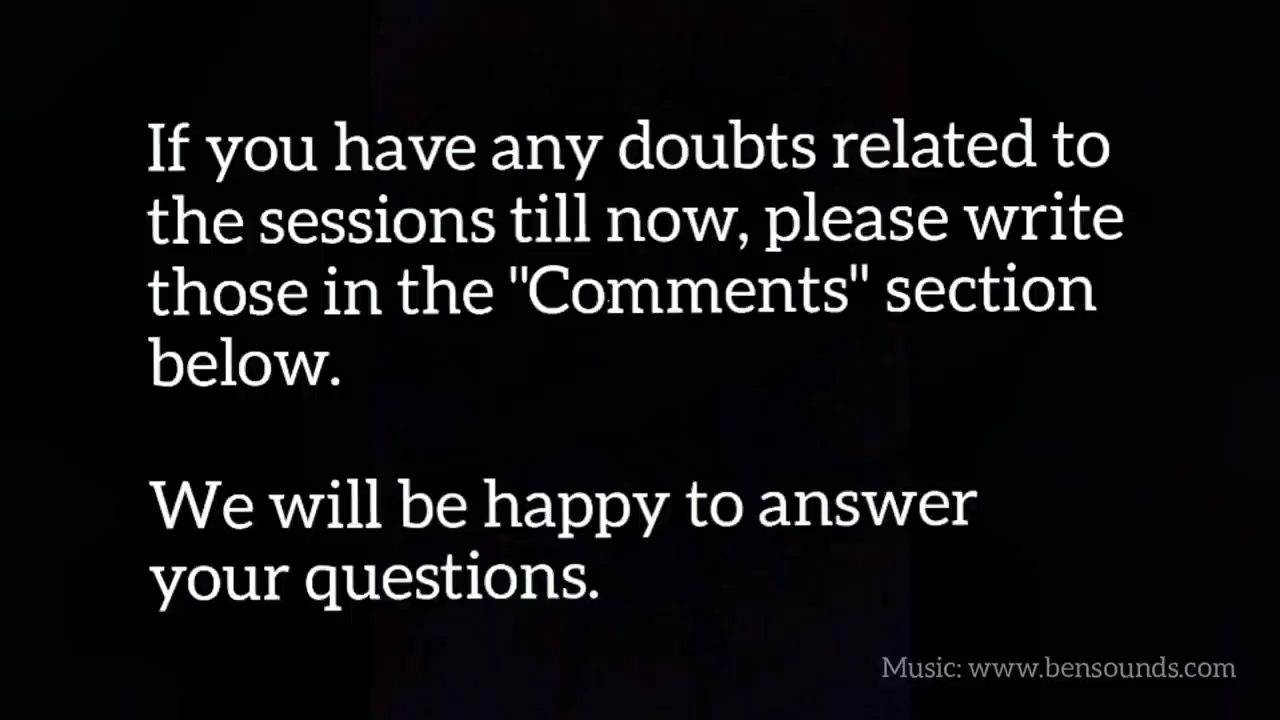 If you have any doubts related to
the sessions till now, please write
those in the "Comments" section
below.
We will be happy to answer
your questions.
Music: www.bensounds.com